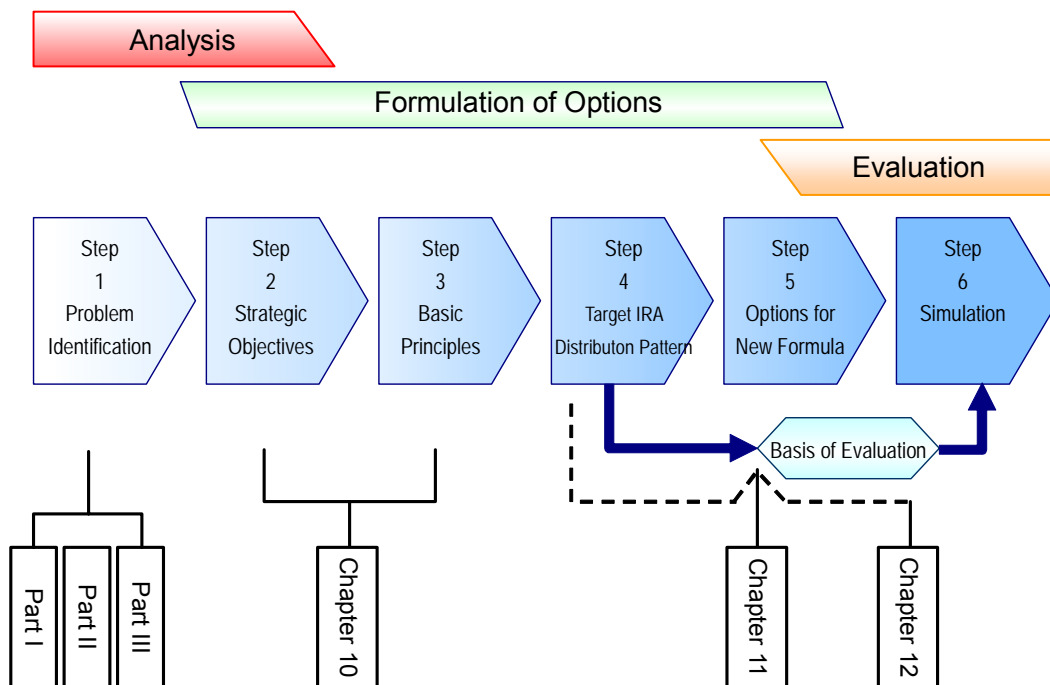 Analysis
Formulation of Options
Evaluation
Step
1
Problem
Identification
Step
2
Strategic
Objectives
Step
3
Basic
Principles
Step
4
Target IRA
Distributon Pattern
Step
5
Options for
New Formula
Step
6
Simulation
Basis of Evaluation
Part I
Part II
Part III
Chapter 10
Chapter 11
Chapter 12